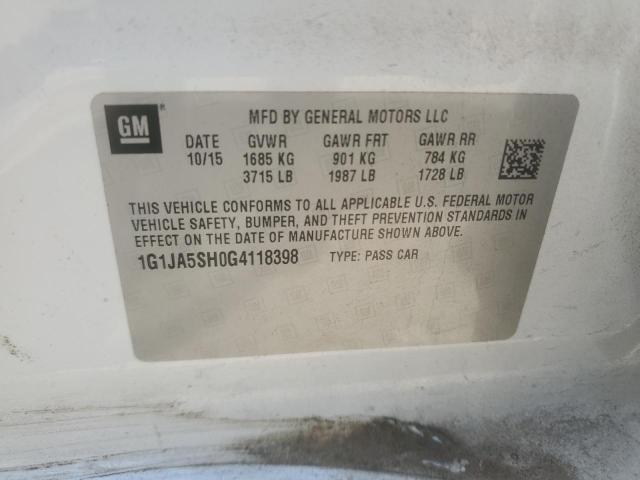 GM ®
MFD BY GENERAL MOTORS LLC
DATE GVWR GAWR FRT GAWR RR
10/15 1685 KG 901 KG 784 KG
3715 LB 1987 LB 1728 LB
THIS VEHICLE CONFORMS TO ALL APPLICABLE U.S. FEDERAL MOTOR
VEHICLE SAFETY, BUMPER, AND THEFT PREVENTION STANDARDS IN
EFFECT ON THE DATE OF MANUFACTURE SHOWN ABOVE.
1G1JA5SH0G4118398 TYPE: PASS CAR